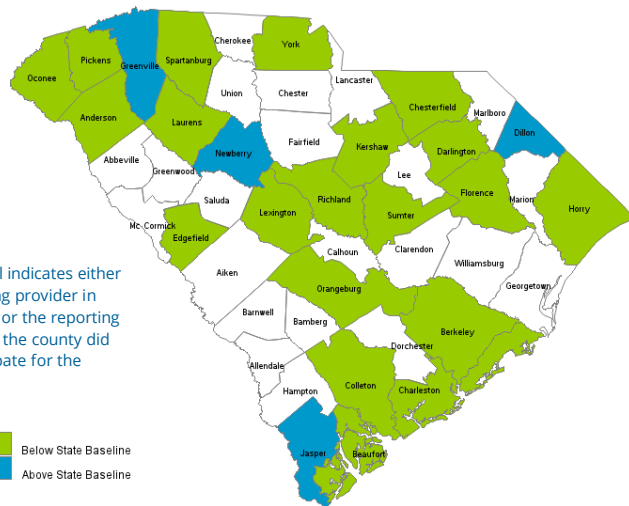 Cherokee
York
Spartanburg
Pickens
Greenville
Oconee
Lancaster
Union
Chester
Chesterfield
Marlboro
Anderson
Laurens
Dillon
Fairfield
Kershaw
Darlington
Newberry
Abbeville
Greenwood
Lee
Florence
Marion
Saluda
Richland
Horry
Lexington
Sumter
Mc Cormick
Edgefield
Calhoun
Clarendon
Williamsburg
Aiken
Georgetown
Orangeburg
Barnwell
Bamberg
Berkeley
Dorchester
Allendale
Colleton
Charleston
Hampton
Jasper
Beaufort
indicates either
g provider in
or the reporting
the county did
pate for the
Below State Baseline
Above State Baseline